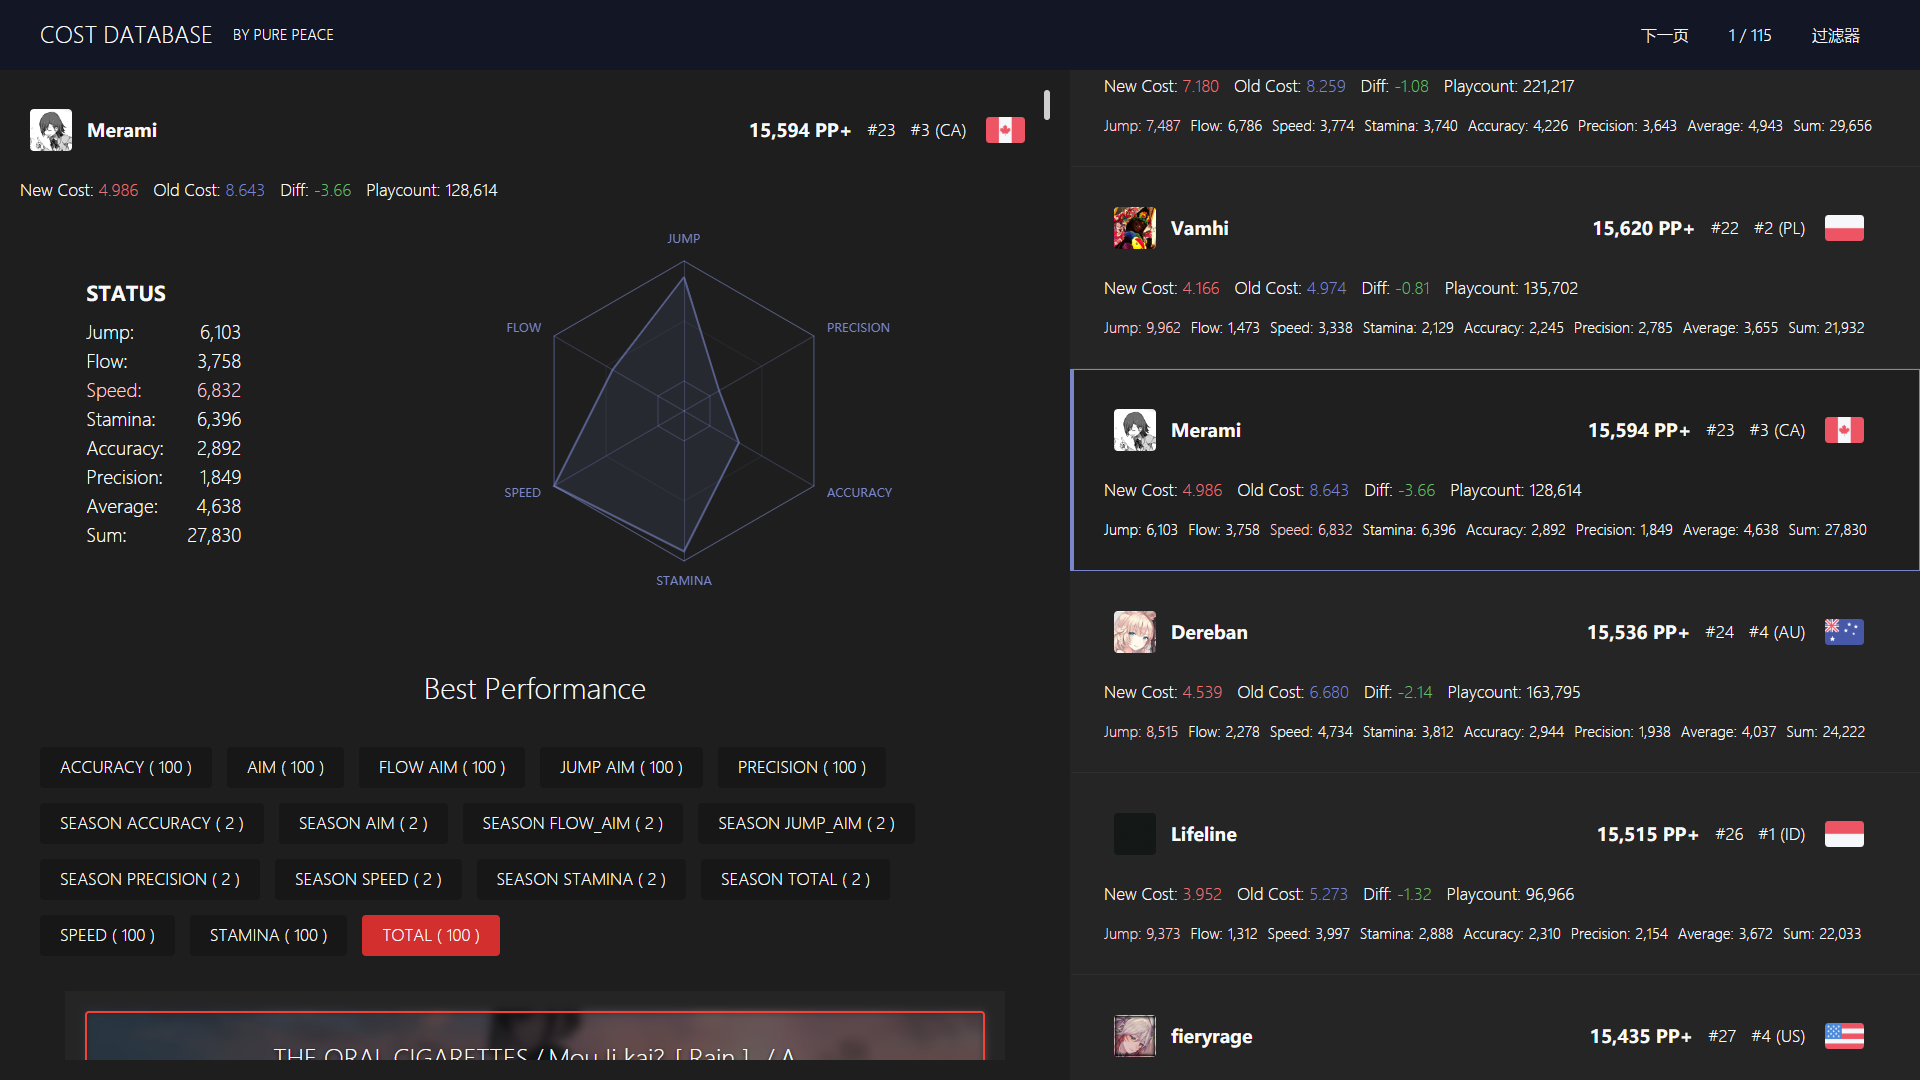 COST DATABASE BY PURE PEACE
下一页 1 / 115 过滤器
Merami 15,594 PP+ #23 #3 (CA)
New Cost: 4.986 Old Cost: 8.643 Diff: -3.66 Playcount: 128,614
STATUS
Jump: 6,103
Flow: 3,758
Speed: 6,832
Stamina: 6,396
Accuracy: 2,892
Precision: 1,849
Average: 4,638
Sum: 27,830
JUMP
FLOW
PRECISION
SPEED
ACCURACY
STAMINA
Best Performance
ACCURACY ( 100 ) AIM ( 100 ) FLOW AIM ( 100 ) JUMP AIM ( 100 ) PRECISION ( 100 )
SEASON ACCURACY ( 2 ) SEASON AIM ( 2 ) SEASON FLOW_AIM ( 2 ) SEASON JUMP_AIM ( 2 )
SEASON PRECISION ( 2 ) SEASON SPEED ( 2 ) SEASON STAMINA ( 2 ) SEASON TOTAL ( 2 )
SPEED ( 100 ) STAMINA ( 100 ) TOTAL ( 100 )
THE ORAL CIGARETTES / Mou Ii kai? [ Rain ] / A
New Cost: 7.180 Old Cost: 8.259 Diff: -1.08 Playcount: 221,217
Jump: 7,487 Flow: 6,786 Speed: 3,774 Stamina: 3,740 Accuracy: 4,226 Precision: 3,643 Average: 4,943 Sum: 29,656
Vamhi 15,620 PP+ #22 #2 (PL)
New Cost: 4.166 Old Cost: 4.974 Diff: -0.81 Playcount: 135,702
Jump: 9,962 Flow: 1,473 Speed: 3,338 Stamina: 2,129 Accuracy: 2,245 Precision: 2,785 Average: 3,655 Sum: 21,932
Merami 15,594 PP+ #23 #3 (CA)
New Cost: 4.986 Old Cost: 8.643 Diff: -3.66 Playcount: 128,614
Jump: 6,103 Flow: 3,758 Speed: 6,832 Stamina: 6,396 Accuracy: 2,892 Precision: 1,849 Average: 4,638 Sum: 27,830
Dereban 15,536 PP+ #24 #4 (AU)
New Cost: 4.539 Old Cost: 6.680 Diff: -2.14 Playcount: 163,795
Jump: 8,515 Flow: 2,278 Speed: 4,734 Stamina: 3,812 Accuracy: 2,944 Precision: 1,938 Average: 4,037 Sum: 24,222
Lifeline 15,515 PP+ #26 #1 (ID)
New Cost: 3.952 Old Cost: 5.273 Diff: -1.32 Playcount: 96,966
Jump: 9,373 Flow: 1,312 Speed: 3,997 Stamina: 2,888 Accuracy: 2,310 Precision: 2,154 Average: 3,672 Sum: 22,033
fieryrage 15,435 PP+ #27 #4 (US)